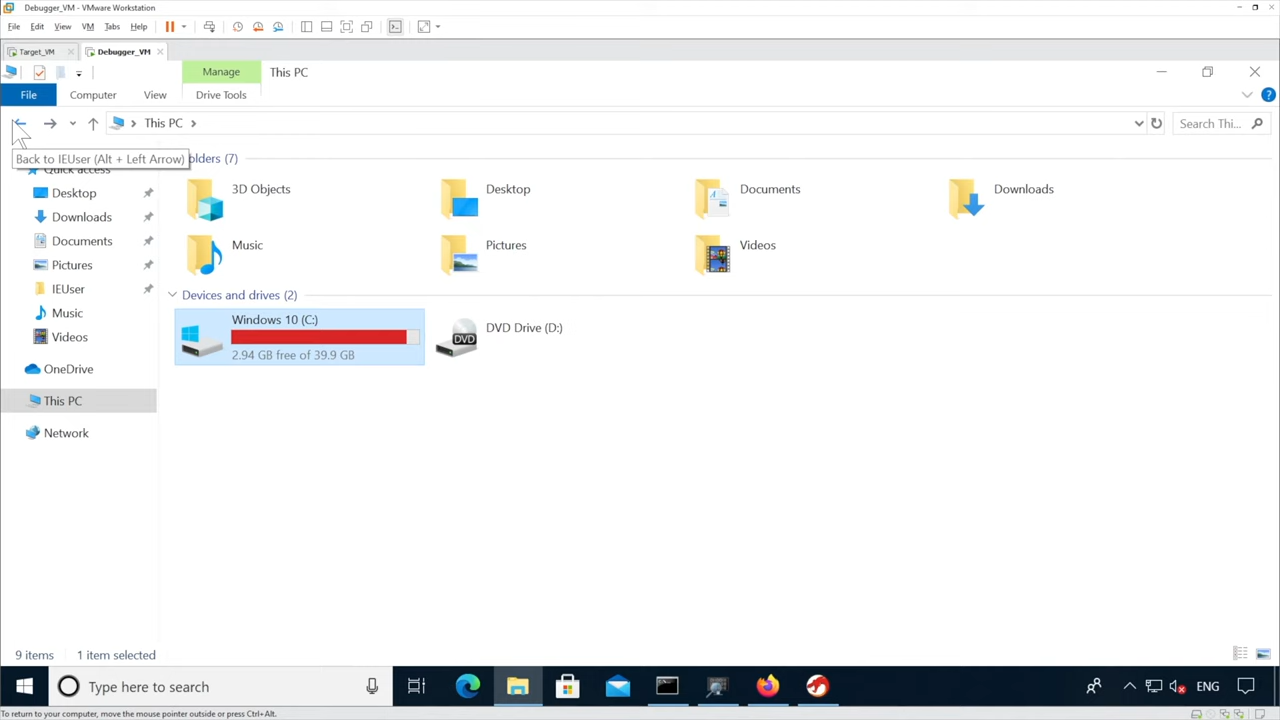 Debugger_VM - VMware Workstation
File Edit View VM Tabs Help
Target_VM Debugger_VM
Manage This PC
File Computer View Drive Tools
This PC Search Thi...
Back to IEUser (Alt + Left Arrow)
olders (7)
Quick access
Desktop
Downloads
Documents
Pictures
IEUser
Music
Videos
OneDrive
This PC
Network
3D Objects Desktop Documents Downloads
Music Pictures Videos
Devices and drives (2)
Windows 10 (C:)
2.94 GB free of 39.9 GB
DVD Drive (D:)
DVD
9 items 1 item selected
Type here to search
ENG
To return to your computer, move the mouse pointer outside or press Ctrl+Alt.